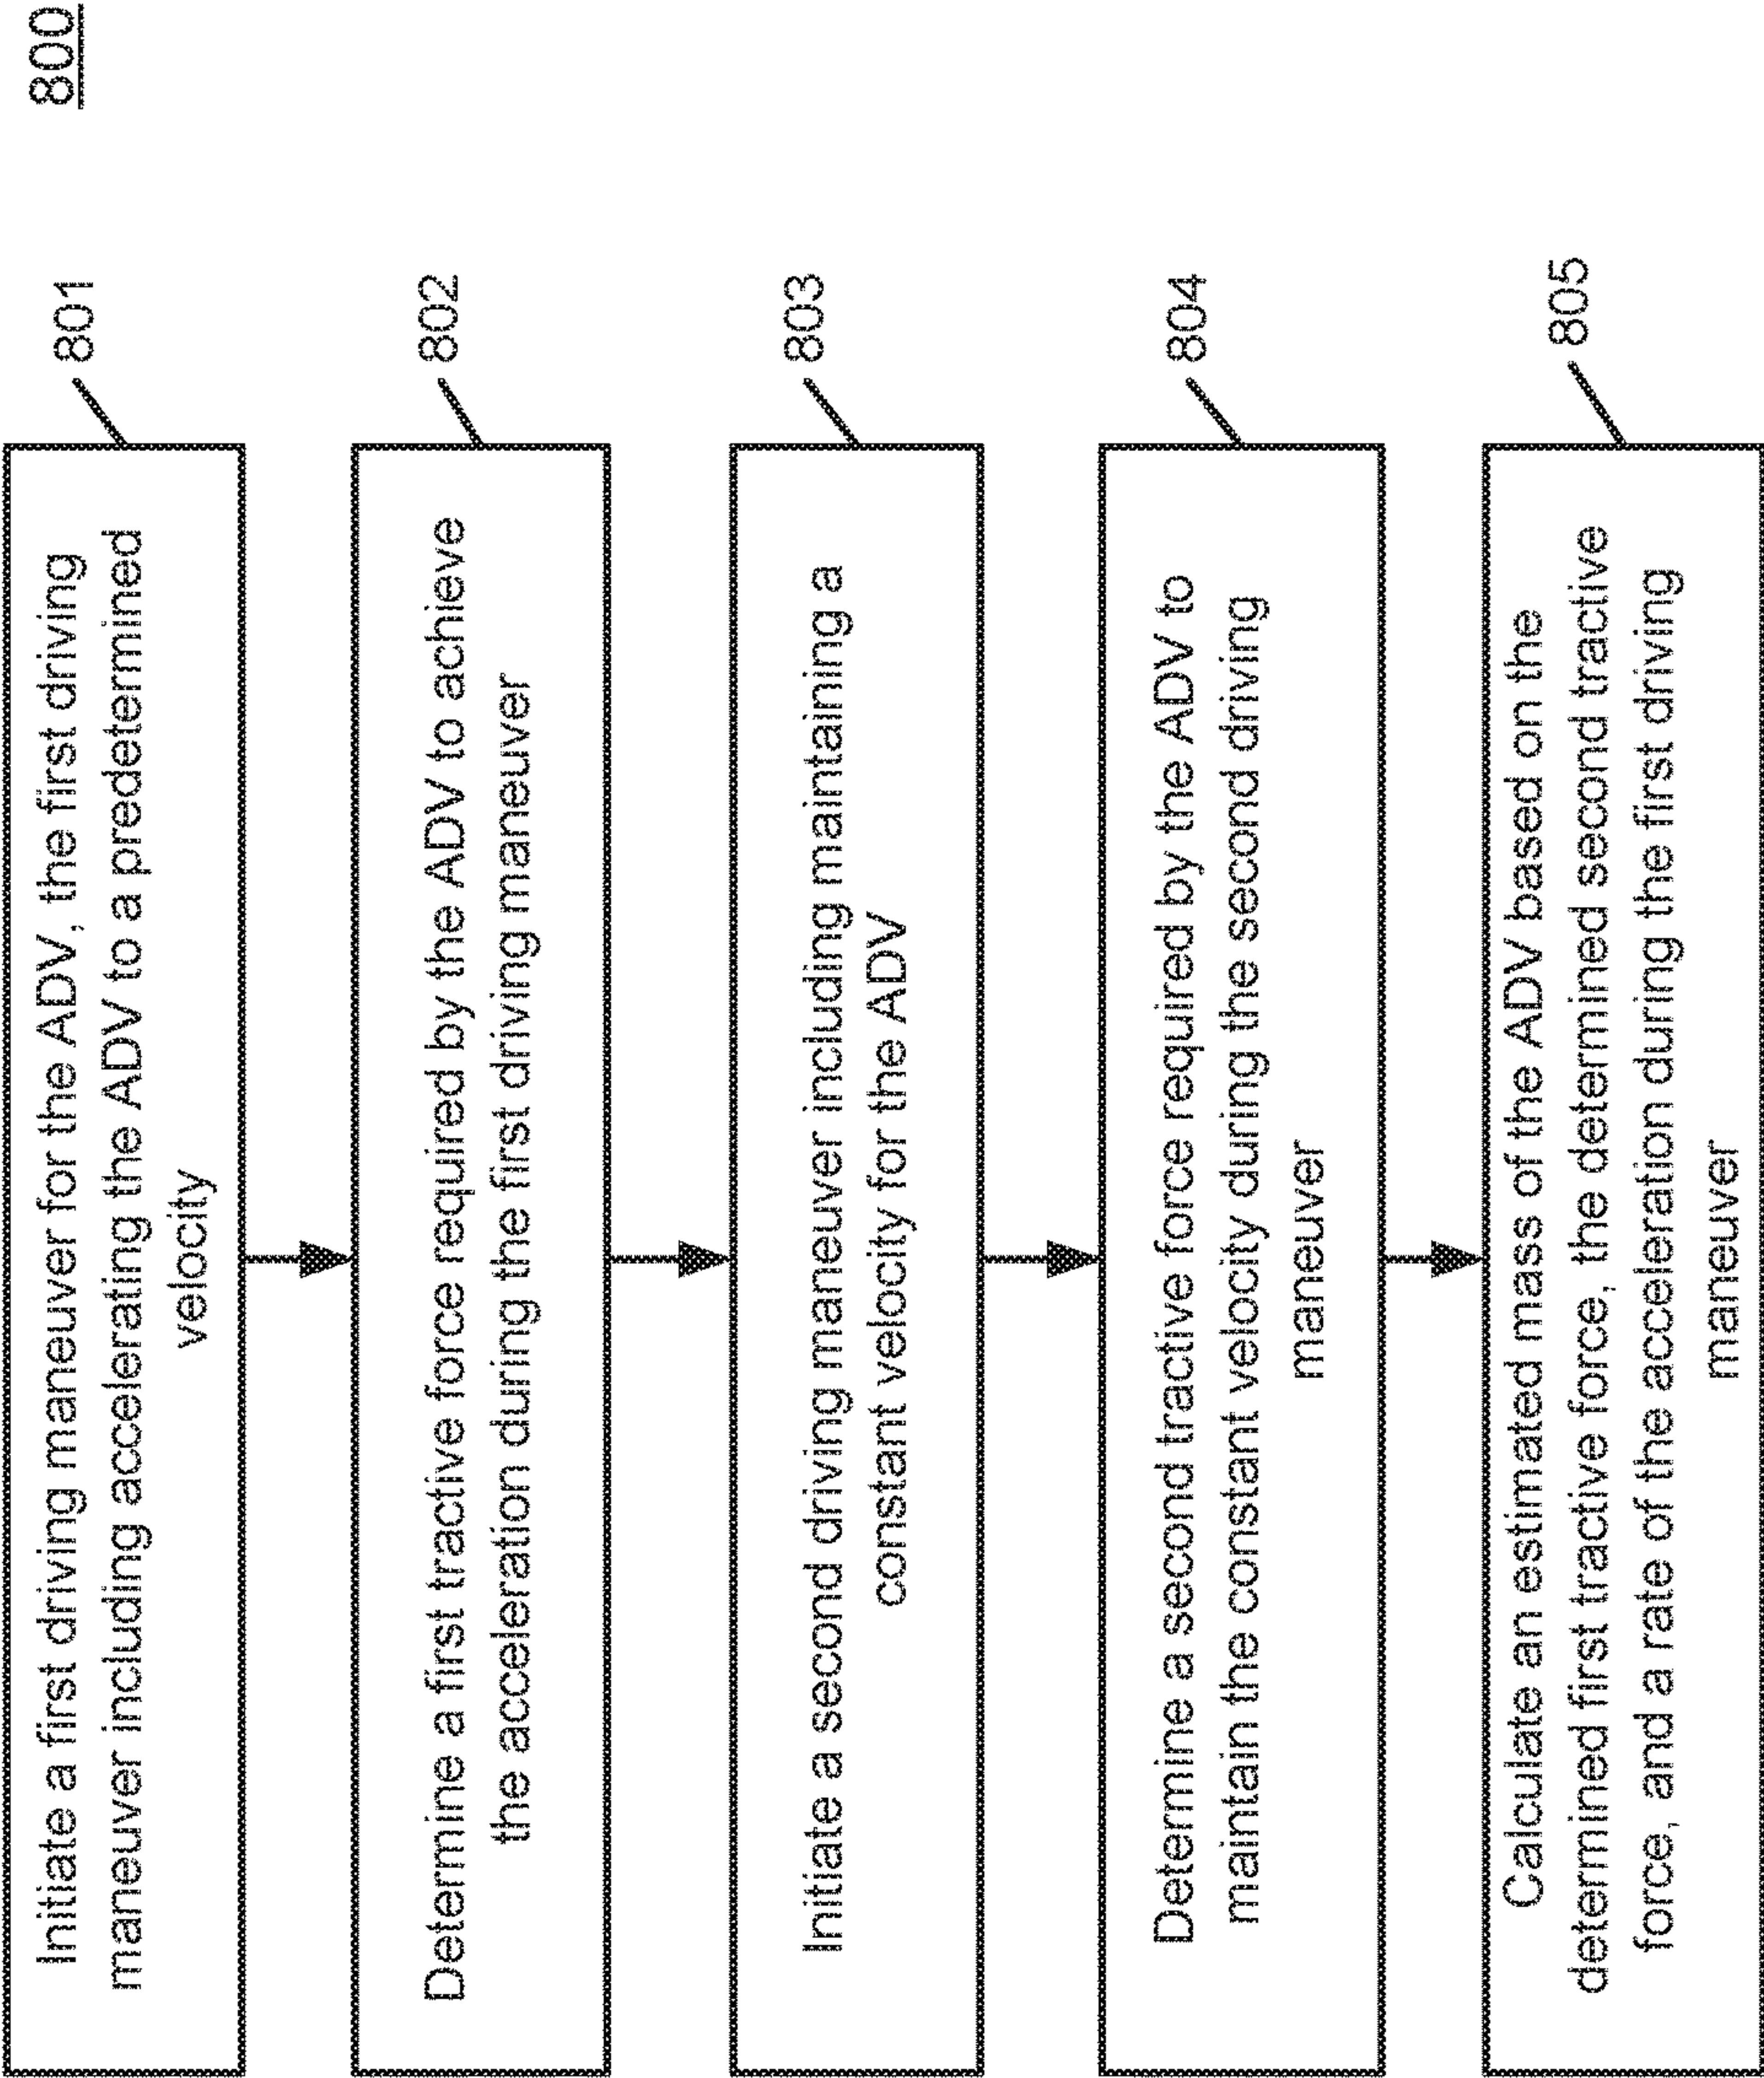 800
Initiate a first driving maneuver for the ADV, the first driving
maneuver including accelerating the ADV to a predetermined
velocity
801
Determine a first tractive force required by the ADV to achieve
the acceleration during the first driving maneuver
802
Initiate a second driving maneuver including maintaining a
constant velocity for the ADV
803
Determine a second tractive force required by the ADV to
maintain the constant velocity during the second driving
maneuver
804
Calculate an estimated mass of the ADV based on the
determined first tractive force, the determined second tractive
force, and a rate of the acceleration during the first driving
maneuver
805